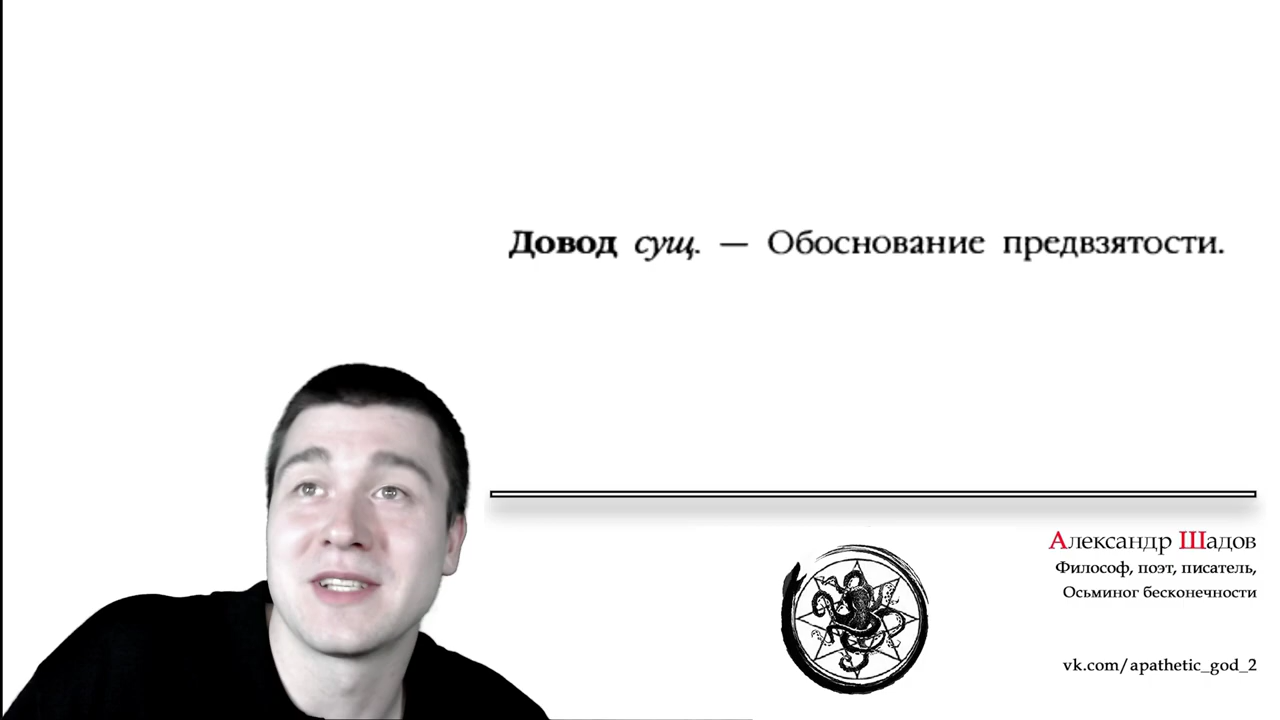 Довод сущ. — Обоснование предвзятости.
Александр Шадов
Философ, поэт, писатель,
Осьминог бесконечности
vk.com/apathetic_god_2